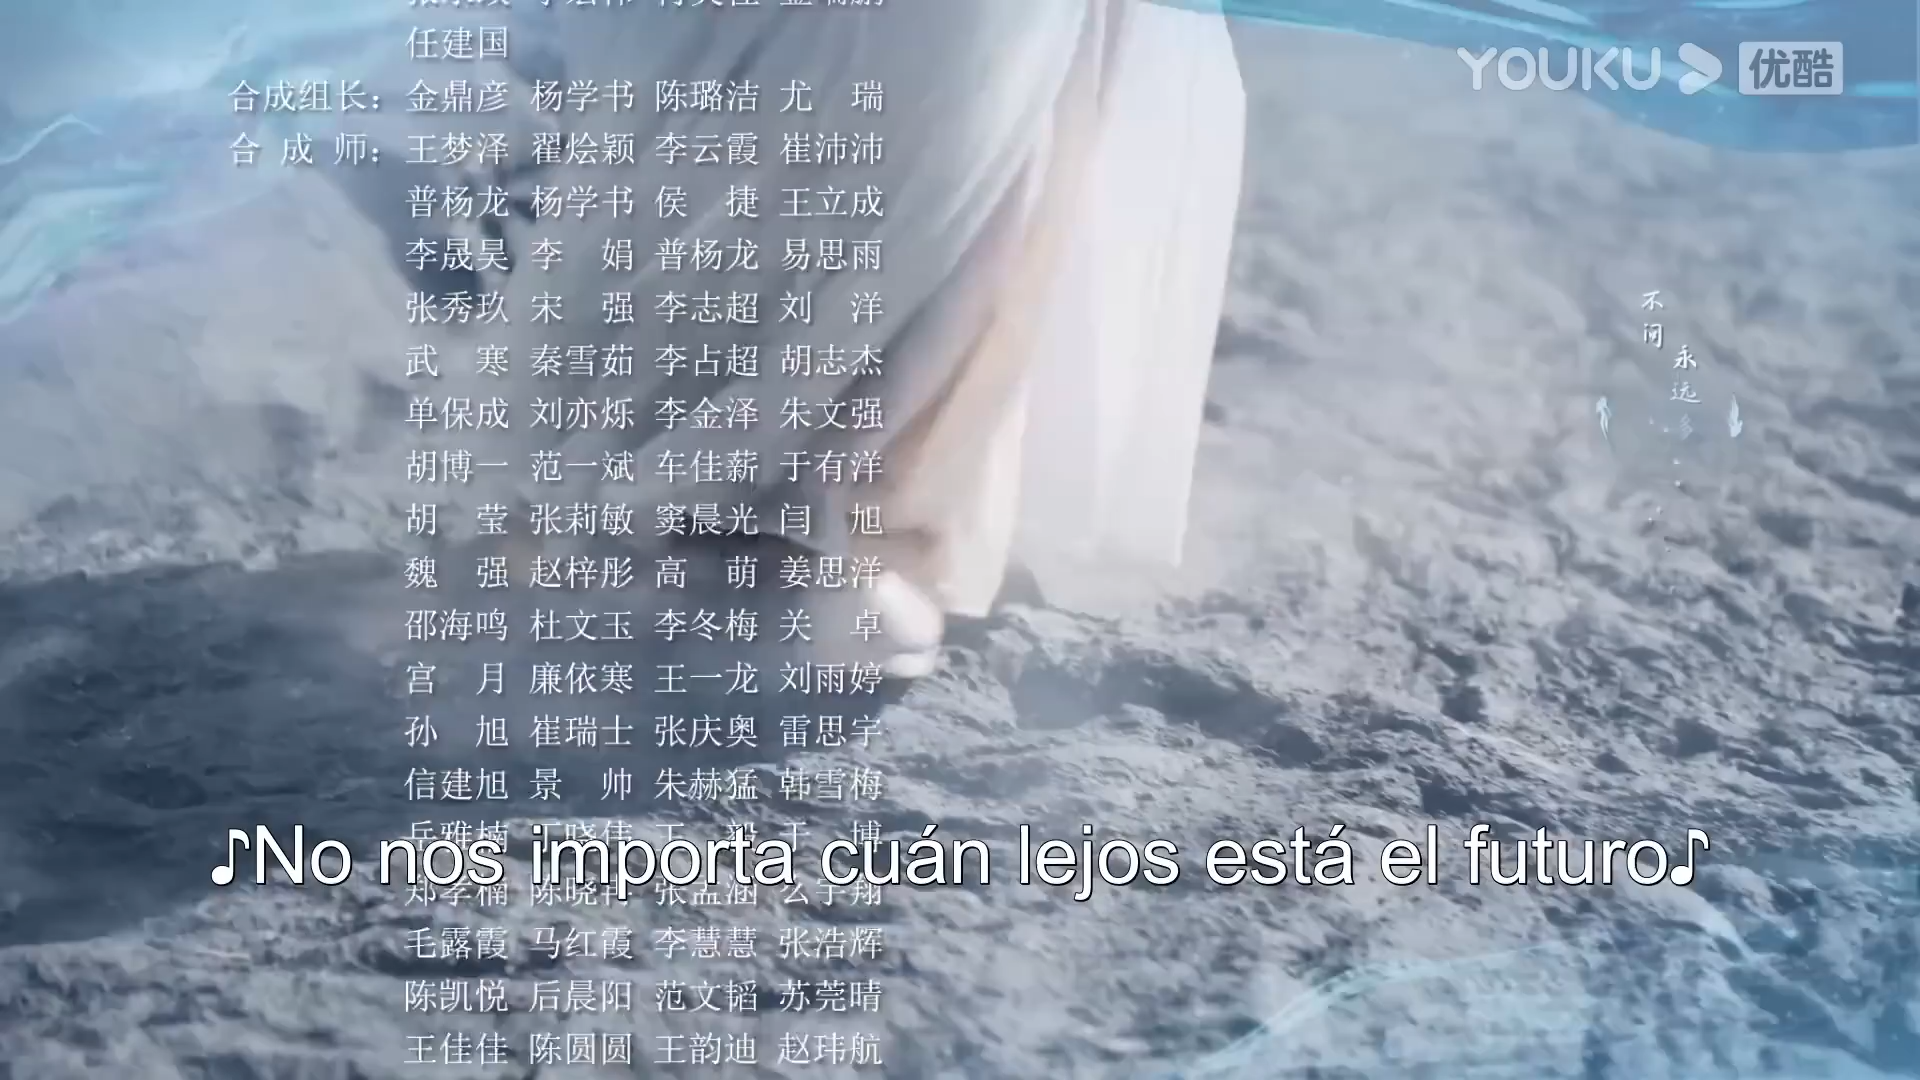 任建国
YOUKU 优酷
合成组长：金鼎彦 杨学书 陈璐洁 尤 瑞
合 成 师：王梦泽 翟烩颖 李云霞 崔沛沛
普杨龙 杨学书 侯 捷 王立成
李晟昊 李 娟 普杨龙 易思雨
张秀玖 宋 强 李志超 刘 洋
武 寒 秦雪茹 李占超 胡志杰
单保成 刘亦烁 李金泽 朱文强
胡博一 范一斌 车佳薪 于有洋
胡 莹 张莉敏 窦晨光 闫 旭
魏 强 赵梓彤 高 萌 姜思洋
邵海鸣 杜文玉 李冬梅 关 卓
宫 月 廉依寒 王一龙 刘雨婷
孙 旭 崔瑞士 张庆奥 雷思宇
信建旭 景 帅 朱赫猛 韩雪梅
♪No nos importa cuán lejos está el futuro♪
毛露霞 马红霞 李慧慧 张浩辉
陈凯悦 后晨阳 范文韬 苏莞晴
王佳佳 陈圆圆 王韵迪 赵玮航
不问
永远多